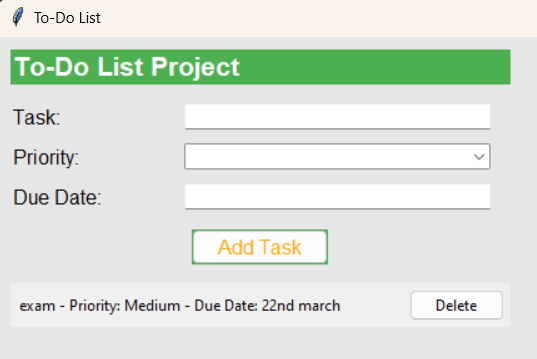 To-Do List
To-Do List Project
Task:
Priority:
Due Date:
Add Task
exam - Priority: Medium - Due Date: 22nd march Delete